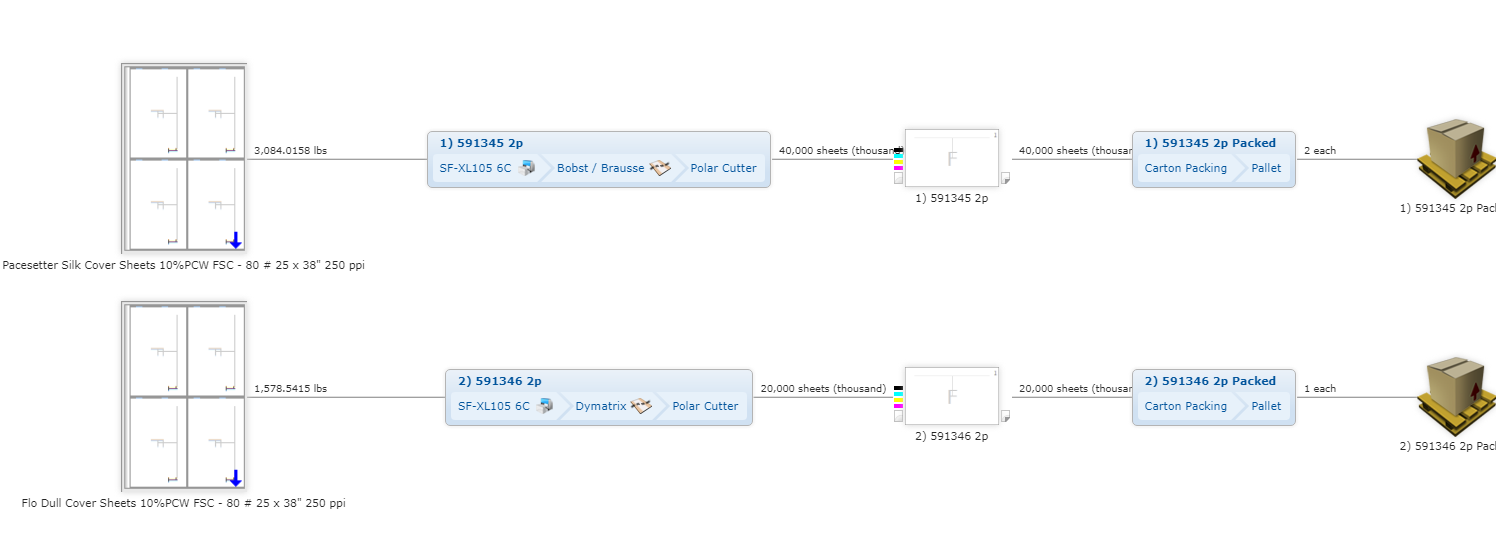 3,084.0158 lbs
1) 591345 2p
SF-XL105 6C
Bobst / Brausse
Polar Cutter
40,000 sheets (thousand
F
1
1) 591345 2p
40,000 sheets (thousan
1) 591345 2p Packed
Carton Packing
Pallet
2 each
1) 591345 2p Pack
Pacesetter Silk Cover Sheets 10%PCW FSC - 80 # 25 x 38" 250 ppi
1,578.5415 lbs
2) 591346 2p
SF-XL105 6C
Dymatrix
Polar Cutter
20,000 sheets (thousand)
F
1
2) 591346 2p
20,000 sheets (thousan
2) 591346 2p Packed
Carton Packing
Pallet
1 each
2) 591346 2p Pack
Flo Dull Cover Sheets 10%PCW FSC - 80 # 25 x 38" 250 ppi